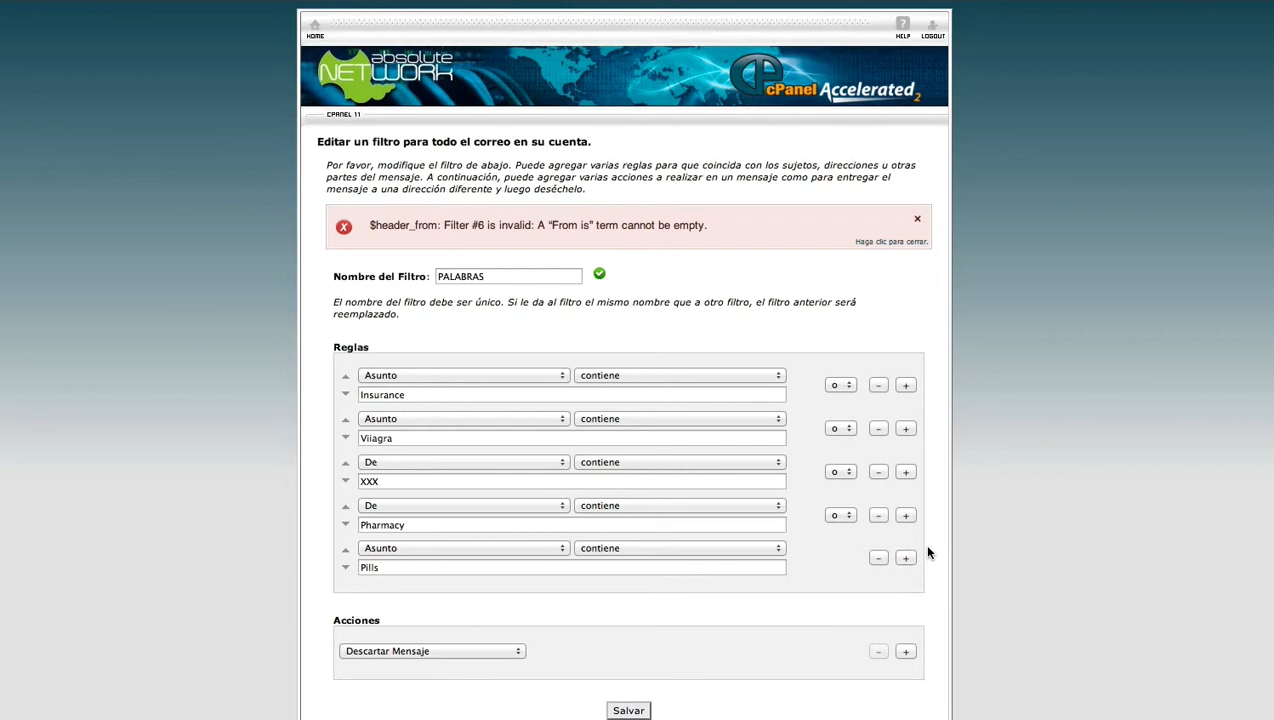 HOME
HELP
LOGOUT
absolute
NETWORK
cPanel Accelerated2
CPANEL 11
Editar un filtro para todo el correo en su cuenta.
Por favor, modifique el filtro de abajo. Puede agregar varias reglas para que coincida con los sujetos, direcciones u otras
partes del mensaje. A continuación, puede agregar varias acciones a realizar en un mensaje como para entregar el
mensaje a una dirección diferente y luego deséchelo.
$header_from: Filter #6 is invalid: A “From is” term cannot be empty.
Haga clic para cerrar.
Nombre del Filtro: PALABRAS
El nombre del filtro debe ser único. Si le da al filtro el mismo nombre que a otro filtro, el filtro anterior será
reemplazado.
Reglas
Asunto contiene o - +
Insurance
Asunto contiene o - +
Viiagra
De contiene o - +
XXX
De contiene o - +
Pharmacy
Asunto contiene - +
Pills
Acciones
Descartar Mensaje - +
Salvar